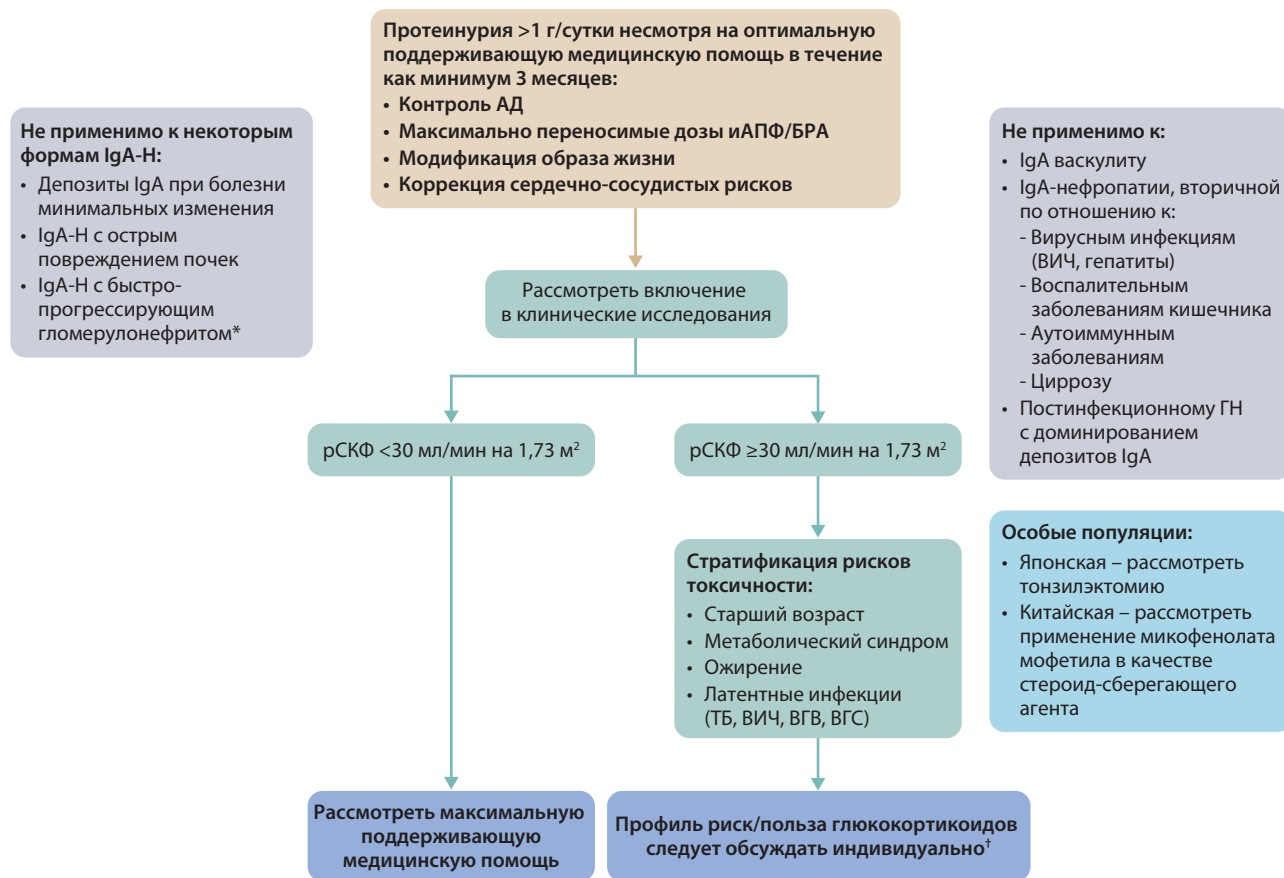 Протеинурия >1 г/сутки несмотря на оптимальную
поддерживающую медицинскую помощь в течение
как минимум 3 месяцев:
• Контроль АД
• Максимально переносимые дозы иАПФ/БРА
• Модификация образа жизни
• Коррекция сердечно-сосудистых рисков
Не применимо к некоторым
формам IgA-Н:
• Депозиты IgA при болезни
минимальных изменения
• IgA-Н с острым
повреждением почек
• IgA-Н с быстро-
прогрессирующим
гломерулонефритом*
Не применимо к:
• IgA васкулиту
• IgA-нефропатии, вторичной
по отношению к:
- Вирусным инфекциям
(ВИЧ, гепатиты)
- Воспалительным
заболеваниям кишечника
- Аутоиммунным
заболеваниям
- Циррозу
• Постинфекционному ГН
с доминированием
депозитов IgA
Рассмотреть включение
в клинические исследования
рСКФ <30 мл/мин на 1,73 м²
рСКФ ≥30 мл/мин на 1,73 м²
Стратификация рисков
токсичности:
• Старший возраст
• Метаболический синдром
• Ожирение
• Латентные инфекции
(ТБ, ВИЧ, ВГВ, ВГС)
Особые популяции:
• Японская – рассмотреть
тонзилэктомию
• Китайская – рассмотреть
применение микофенолата
мофетила в качестве
стероид-сберегающего
агента
Рассмотреть максимальную
поддерживающую
медицинскую помощь
Профиль риск/польза глюкокортикоидов
следует обсуждать индивидуально†